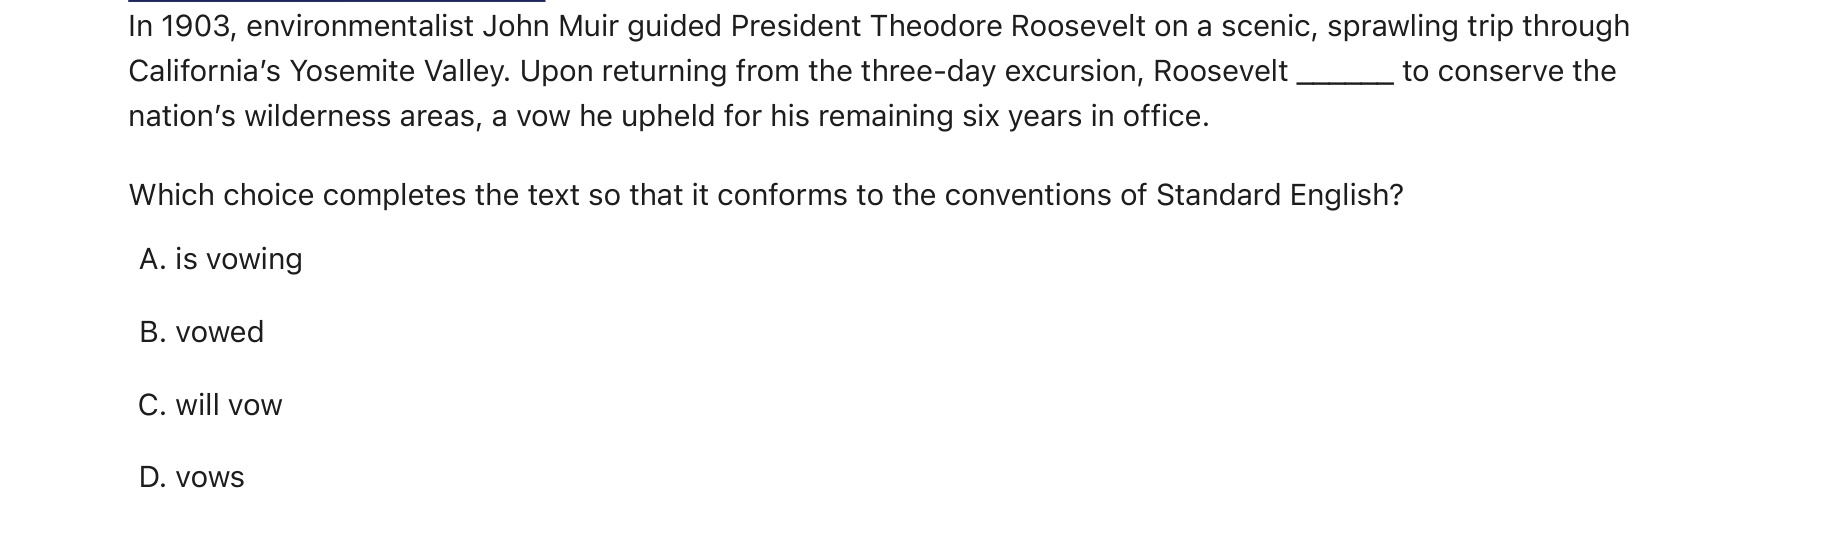 In 1903, environmentalist John Muir guided President Theodore Roosevelt on a scenic, sprawling trip through
California’s Yosemite Valley. Upon returning from the three-day excursion, Roosevelt ______ to conserve the
nation’s wilderness areas, a vow he upheld for his remaining six years in office.
Which choice completes the text so that it conforms to the conventions of Standard English?
A. is vowing
B. vowed
C. will vow
D. vows